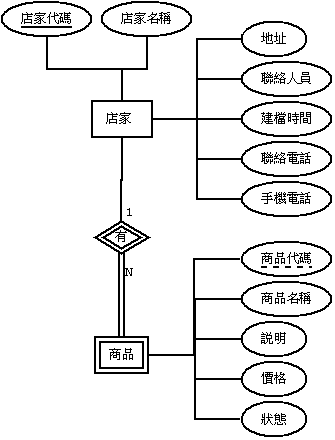 店家代碼
店家名稱
地址
聯絡人員
店家
建檔時間
聯絡電話
手機電話
1
有
N
商品代碼
商品名稱
說明
商品
價格
狀態